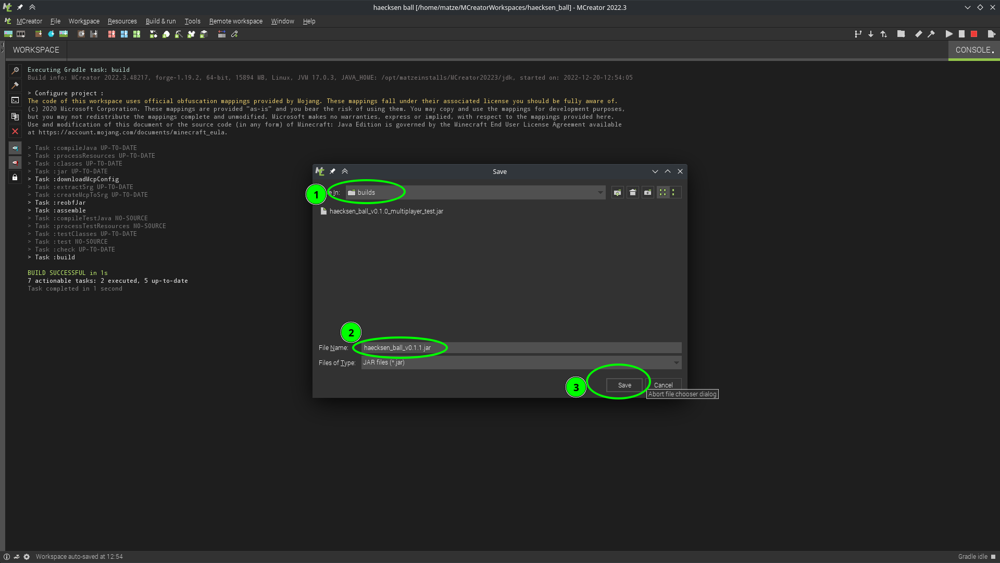 haecksen ball [/home/matze/MCreatorWorkspaces/haecksen_ball] - MCreator 2022.3
MCreator File Workspace Resources Build & run Tools Remote workspace Window Help
WORKSPACE
CONSOLE
Executing Gradle task: build
Build info: MCreator 2022.3.48217, forge-1.19.2, 64-bit, 15894 MB, Linux, JVM 17.0.3, JAVA_HOME: /opt/matzeinstalls/MCreator20223/jdk, started on: 2022-12-20-12:54:05
> Configure project :
The code of this workspace uses official obfuscation mappings provided by Mojang. These mappings fall under their associated license you should be fully aware of.
(c) 2020 Microsoft Corporation. These mappings are provided "as-is" and you bear the risk of using them. You may copy and use the mappings for development purposes,
but you may not redistribute the mappings complete and unmodified. Microsoft makes no warranties, express or implied, with respect to the mappings provided here.
Use and modification of this document or the source code (in any form) of Minecraft: Java Edition is governed by the Minecraft End User License Agreement available
at https://account.mojang.com/documents/minecraft_eula.
> Task :compileJava UP-TO-DATE
> Task :processResources UP-TO-DATE
> Task :classes UP-TO-DATE
> Task :jar UP-TO-DATE
> Task :downloadMcpConfig
> Task :extractSrg UP-TO-DATE
> Task :createMcpToSrg UP-TO-DATE
> Task :reobfJar
> Task :assemble
> Task :compileTestJava NO-SOURCE
> Task :processTestResources NO-SOURCE
> Task :testClasses UP-TO-DATE
> Task :test NO-SOURCE
> Task :check UP-TO-DATE
> Task :build
BUILD SUCCESSFUL in 1s
7 actionable tasks: 2 executed, 5 up-to-date
Task completed in 1 second
Save
1
e In: builds
haecksen_ball_v0.1.0_multiplayer_test.jar
2
File Name: haecksen_ball_v0.1.1.jar
Files of Type: JAR files (*.jar)
3
Save Cancel
Abort file chooser dialog
Workspace auto-saved at 12:54
Gradle idle